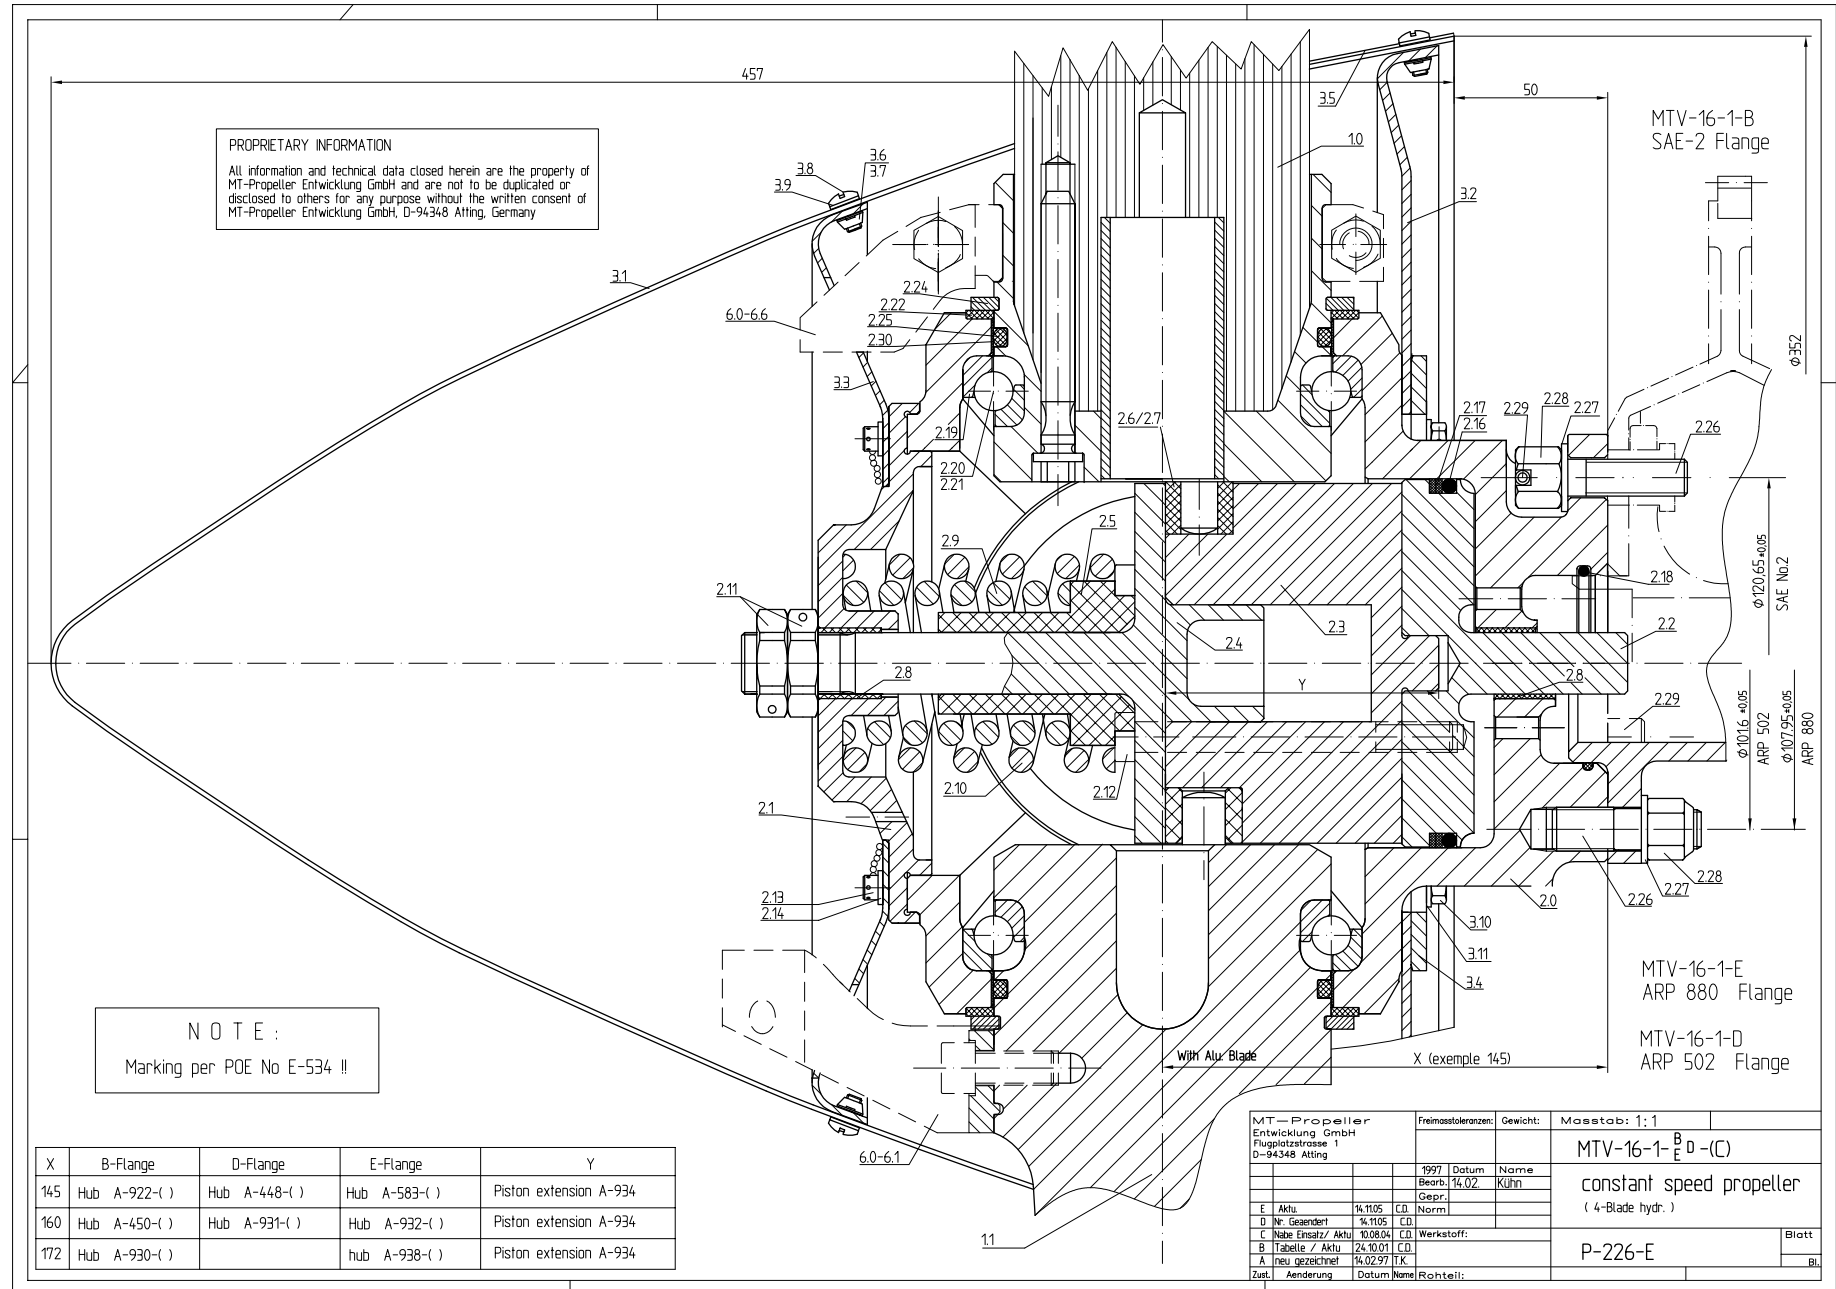 457
50
MTV-16-1-B
SAE-2 Flange
PROPRIETARY INFORMATION
All information and technical data closed herein are the property of
MT-Propeller Entwicklung GmbH and are not to be duplicated or
disclosed to others for any purpose without the written consent of
MT-Propeller Entwicklung GmbH, D-94348 Atting, Germany
3.5
1.0
3.6
3.7
3.8
3.9
3.2
3.1
2.24
2.22
2.25
2.30
6.0-6.6
3.3
Φ352
2.6/2.7
2.19
2.20
2.21
2.17
2.16
2.29
2.28
2.27
2.26
2.5
2.9
2.11
2.18
2.3
2.4
2.2
2.8
Y
2.8
Φ120,65±0,05
SAE No.2
2.29
Φ101,6 ±0,05
ARP 502
Φ107,95±0,05
ARP 880
2.10
2.12
2.1
2.13
2.14
2.28
2.27
2.26
2.0
3.10
3.11
3.4
MTV-16-1-E
ARP 880 Flange
MTV-16-1-D
ARP 502 Flange
With Alu. Blade
X (exemple 145)
NOTE:
Marking per POE No E-534 !!
6.0-6.1
1.1
X B-Flange D-Flange E-Flange Y
145 Hub A-922-( ) Hub A-448-( ) Hub A-583-( ) Piston extension A-934
160 Hub A-450-( ) Hub A-931-( ) Hub A-932-( ) Piston extension A-934
172 Hub A-930-( ) hub A-938-( ) Piston extension A-934
MT-Propeller
Entwicklung GmbH
Flugplatzstrasse 1
D-94348 Atting
Freimasstoleranzen: Gewicht: Masstab: 1:1
MTV-16-1- B E D -(C)
1997 Datum Name
Bearb. 14.02. Kühn
Gepr.
Norm
constant speed propeller
( 4-Blade hydr. )
E Aktu. 14.11.05 C.D.
D Nr. Geaendert 14.11.05 C.D.
C Nabe Einsatz/ Aktu 10.08.04 C.D.
B Tabelle / Aktu 24.10.01 C.D.
A neu gezeichnet 14.02.97 T.K.
Zust. Aenderung Datum Name
Werkstoff:
Rohteil:
P-226-E
Blatt
Bl.